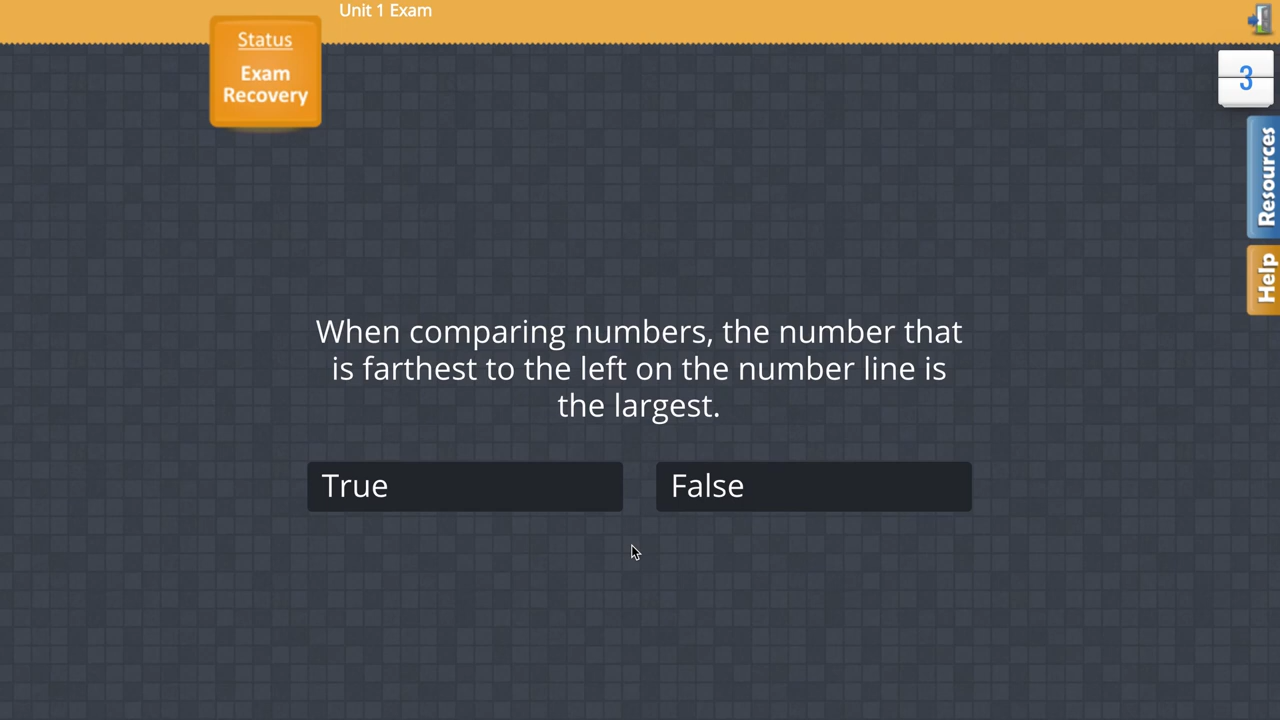 Unit 1 Exam
Status
Exam
Recovery
3
Resources
Help
When comparing numbers, the number that
is farthest to the left on the number line is
the largest.
True
False